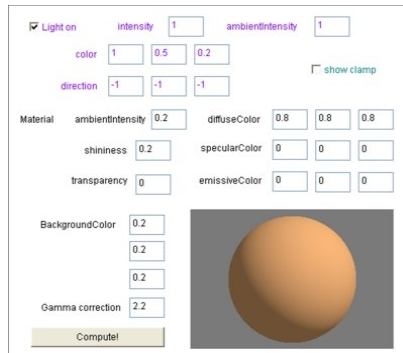 Light on intensity 1 ambientIntensity 1
color 1 0.5 0.2
show clamp
direction -1 -1 -1
Material ambientIntensity 0.2 diffuseColor 0.8 0.8 0.8
shininess 0.2 specularColor 0 0 0
transparency 0 emissiveColor 0 0 0
BackgroundColor 0.2
0.2
0.2
Gamma correction 2.2
Compute!